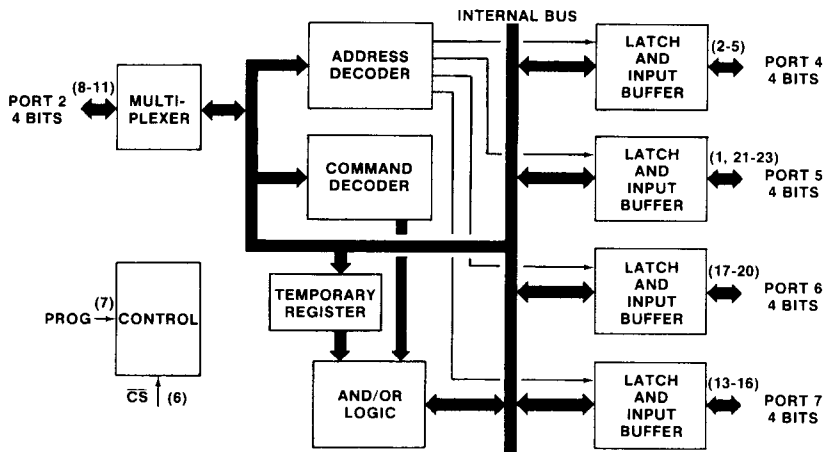 INTERNAL BUS
ADDRESS
DECODER
LATCH
AND
INPUT
BUFFER
(2-5)
PORT 4
4 BITS
PORT 2
4 BITS
(8-11)
MULTI-
PLEXER
COMMAND
DECODER
LATCH
AND
INPUT
BUFFER
(1, 21-23)
PORT 5
4 BITS
PROG
(7)
CONTROL
CS
(6)
TEMPORARY
REGISTER
LATCH
AND
INPUT
BUFFER
(17-20)
PORT 6
4 BITS
AND/OR
LOGIC
LATCH
AND
INPUT
BUFFER
(13-16)
PORT 7
4 BITS